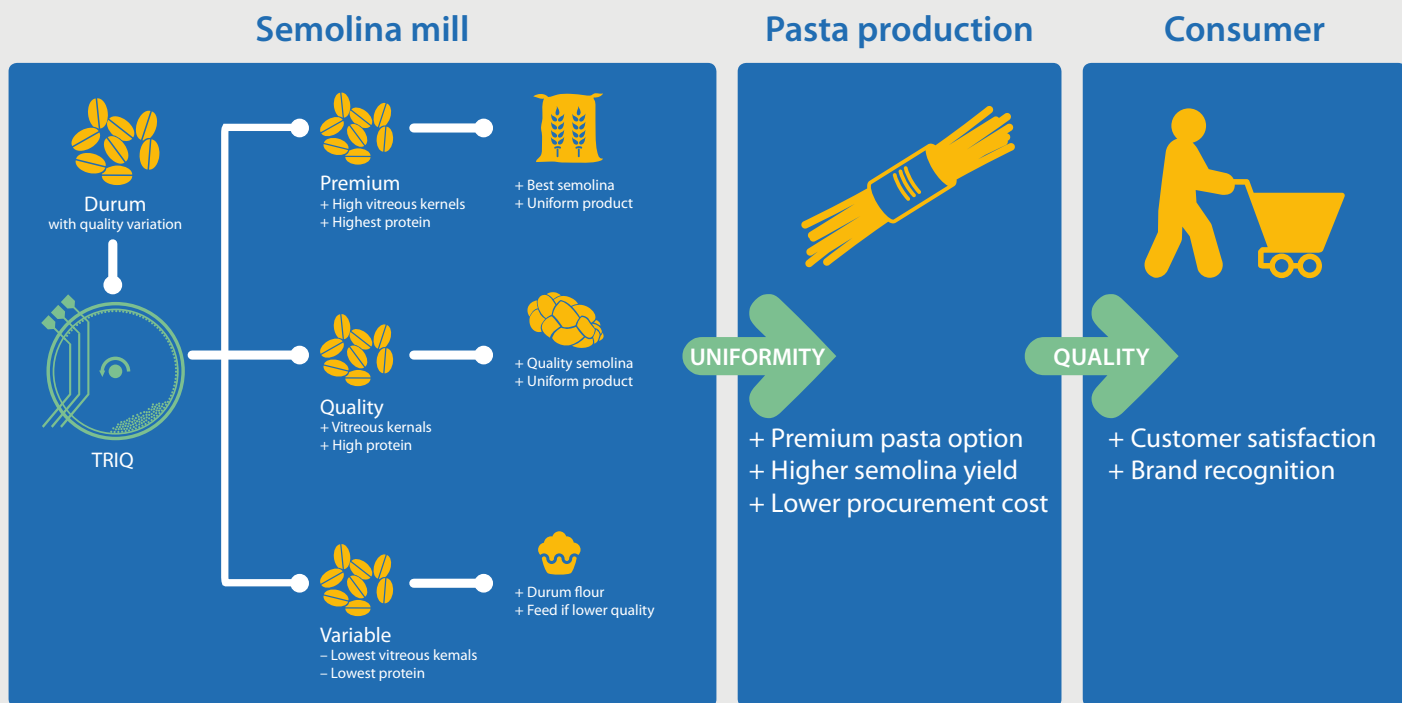 Semolina mill
Durum
with quality variation
TRIQ
Premium
+ High vitreous kernels
+ Highest protein
+ Best semolina
+ Uniform product
Quality
+ Vitreous kernals
+ High protein
+ Quality semolina
+ Uniform product
Variable
– Lowest vitreous kemals
– Lowest protein
+ Durum flour
+ Feed if lower quality
UNIFORMITY
Pasta production
+ Premium pasta option
+ Higher semolina yield
+ Lower procurement cost
QUALITY
Consumer
+ Customer satisfaction
+ Brand recognition